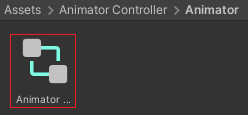 Assets > Animator Controller > Animator
Animator ...